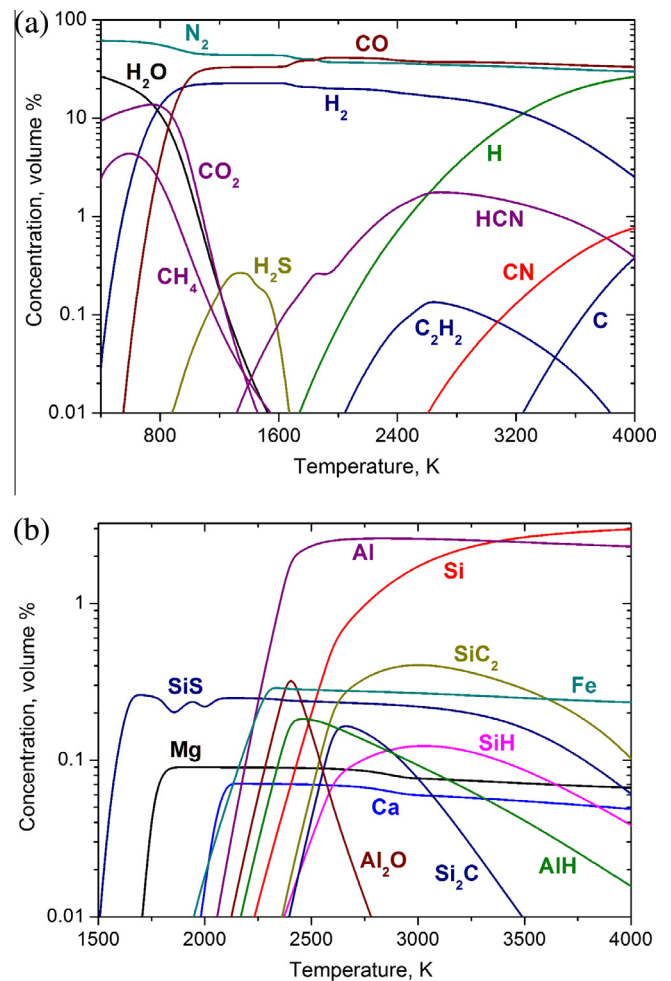 (a)
100
10
1
0.1
0.01
Concentration, volume %
N₂
CO
H₂O
H₂
CO₂
H
HCN
H₂S
CH₄
CN
C₂H₂
C
800 1600 2400 3200 4000
Temperature, K
(b)
1
0.1
0.01
Concentration, volume %
Al
Si
SiC₂
SiS
Fe
Mg
SiH
Ca
Al₂O
Si₂C
AlH
1500 2000 2500 3000 3500 4000
Temperature, K